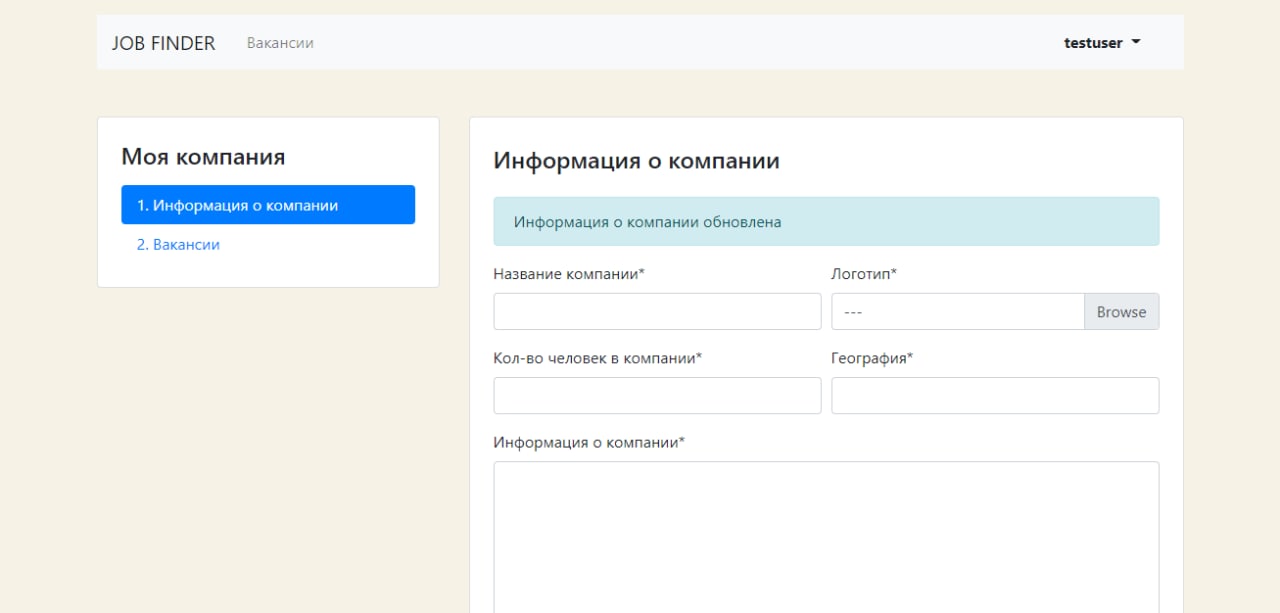 JOB FINDER Вакансии testuser
Моя компания
1. Информация о компании
2. Вакансии
Информация о компании
Информация о компании обновлена
Название компании* Логотип*
--- Browse
Кол-во человек в компании* География*
Информация о компании*